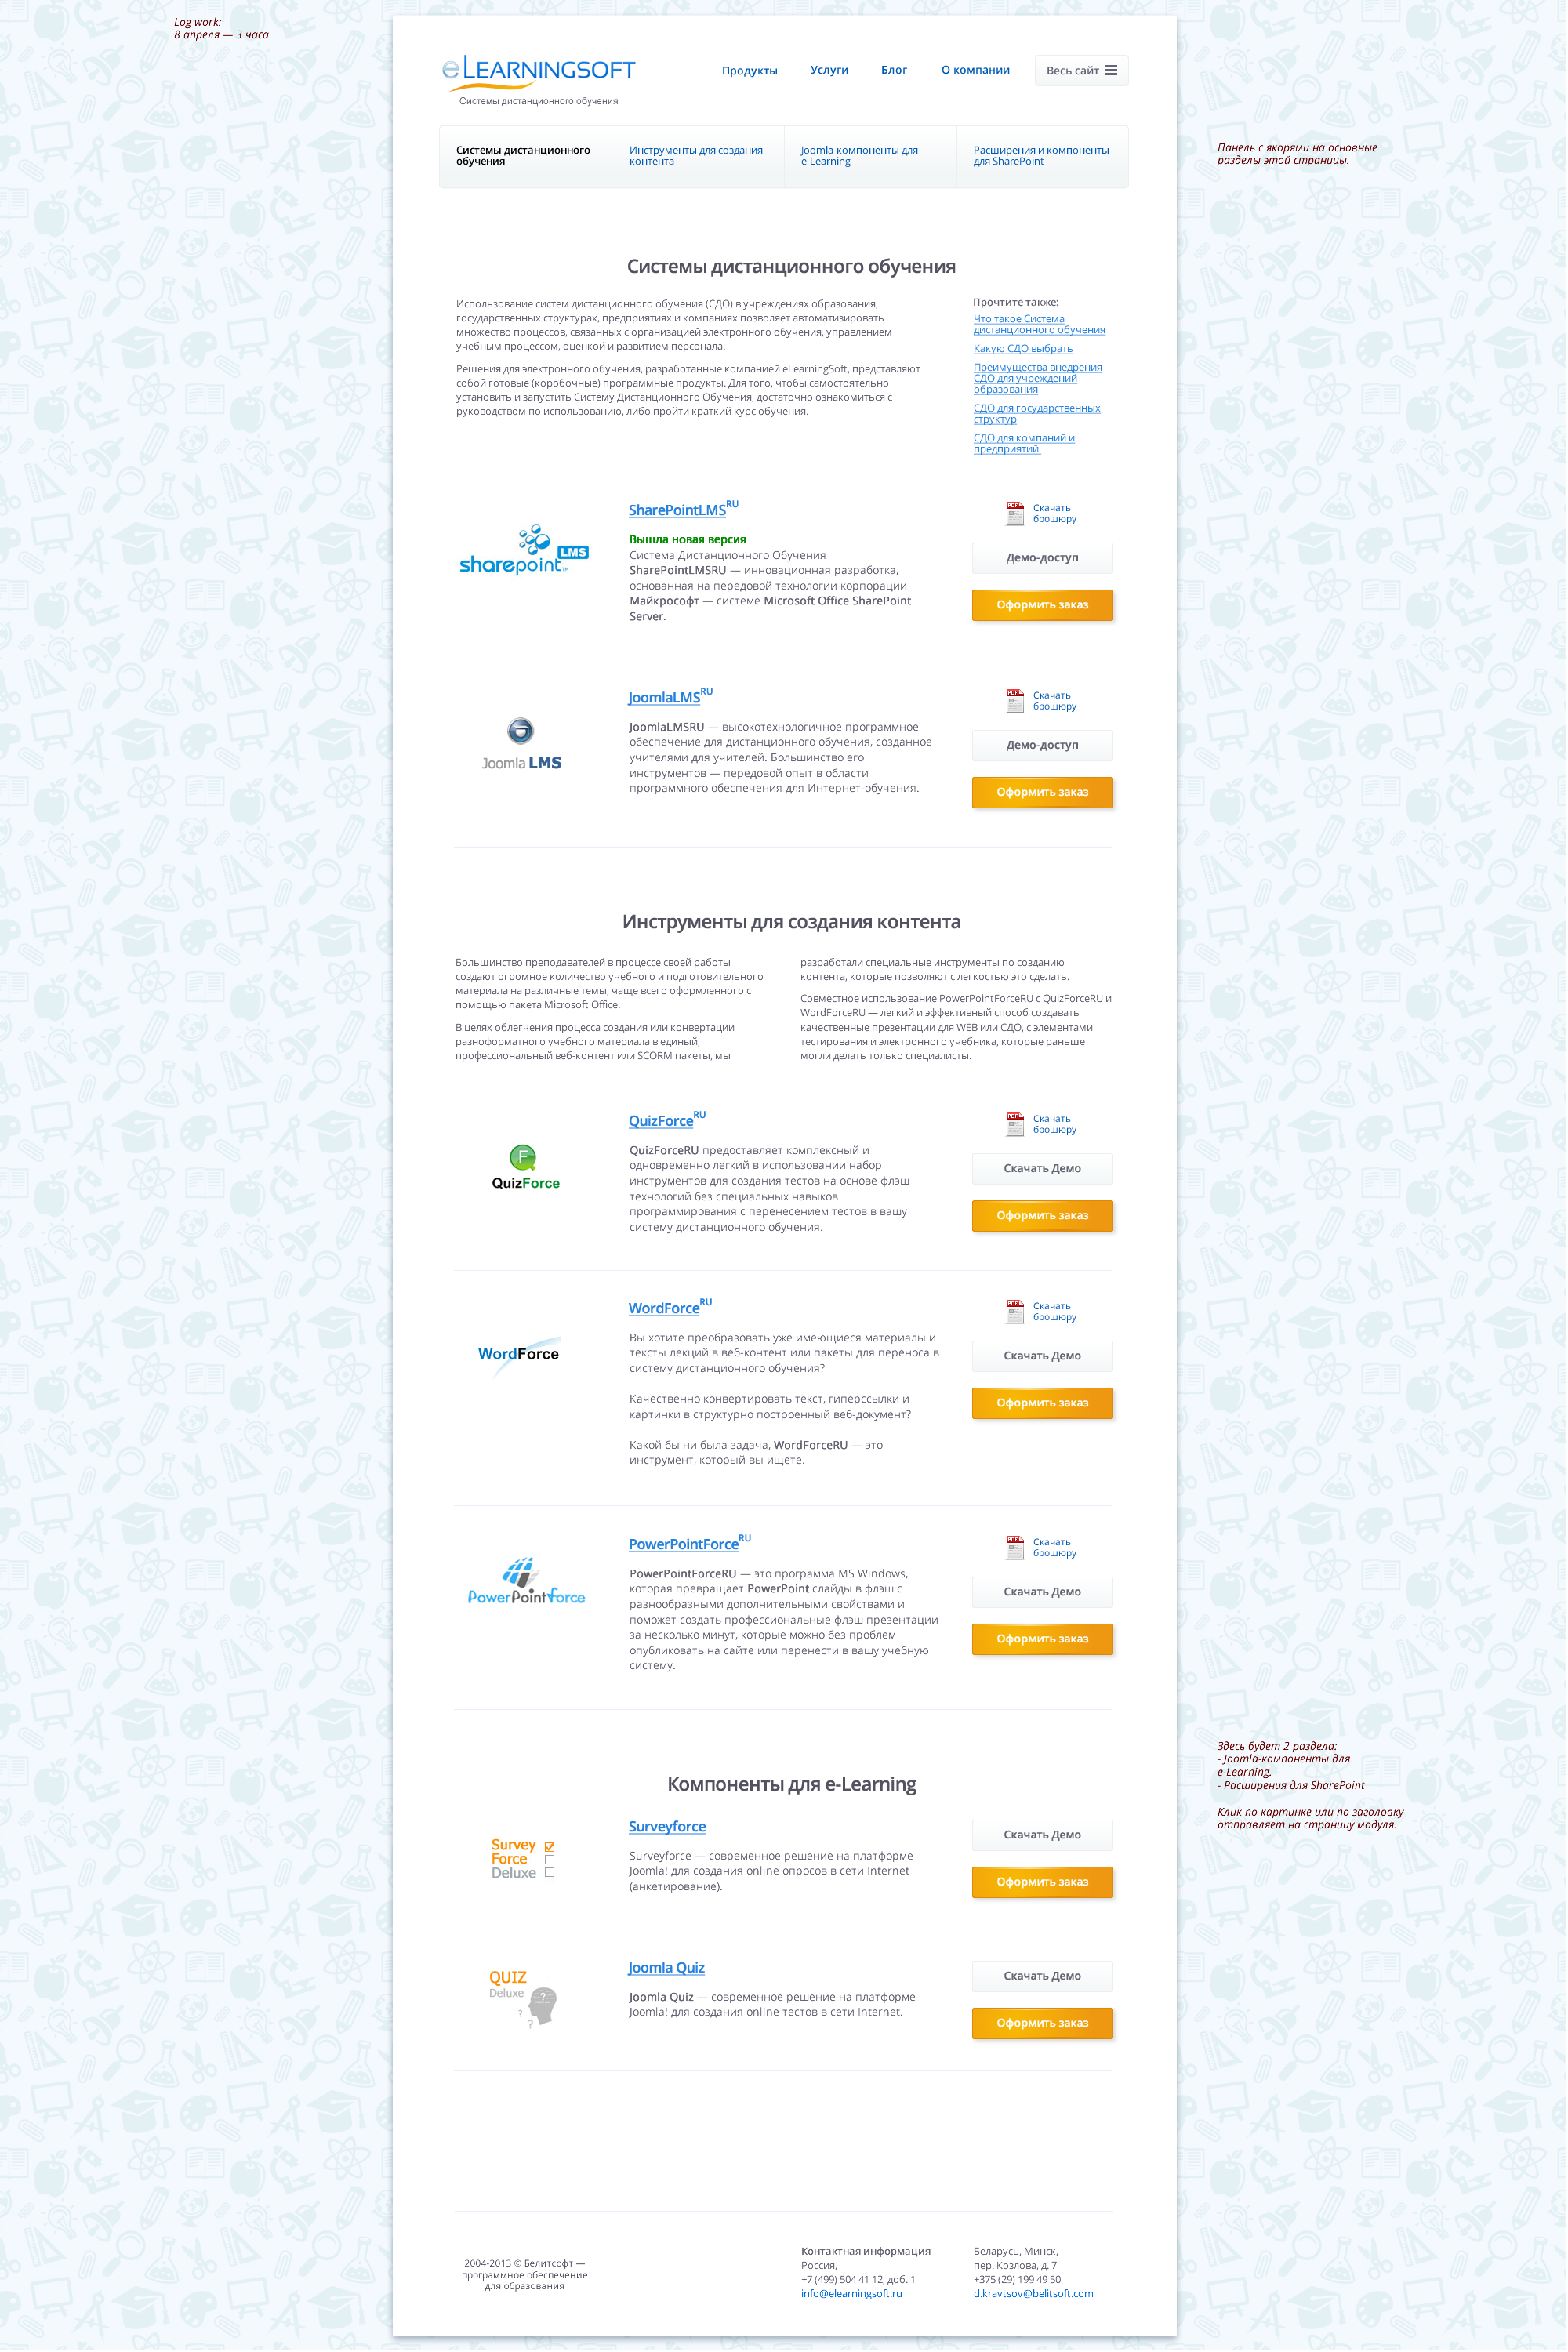 Log work:
8 апреля — 3 часа
eLEARNINGSOFT
Системы дистанционного обучения
Продукты
Услуги
Блог
О компании
Весь сайт
Системы дистанционного
обучения
Инструменты для создания
контента
Joomla-компоненты для
e-Learning
Расширения и компоненты
для SharePoint
Панель с якорями на основные
разделы этой страницы.
Системы дистанционного обучения
Использование систем дистанционного обучения (СДО) в учреждениях образования,
государственных структурах, предприятиях и компаниях позволяет автоматизировать
множество процессов, связанных с организацией электронного обучения, управлением
учебным процессом, оценкой и развитием персонала.
Решения для электронного обучения, разработанные компанией eLearningSoft, представляют
собой готовые (коробочные) программные продукты. Для того, чтобы самостоятельно
установить и запустить Систему Дистанционного Обучения, достаточно ознакомиться с
руководством по использованию, либо пройти краткий курс обучения.
Прочтите также:
Что такое Система
дистанционного обучения
Какую СДО выбрать
Преимущества внедрения
СДО для учреждений
образования
СДО для государственных
структур
СДО для компаний и
предприятий
sharepoint LMS ™
SharePointLMSRU
Вышла новая версия
Система Дистанционного Обучения
SharePointLMSRU — инновационная разработка,
основанная на передовой технологии корпорации
Майкрософт — системе Microsoft Office SharePoint
Server.
PDF
Скачать
брошюру
Демо-доступ
Оформить заказ
Joomla LMS
JoomlaLMSRU
JoomlaLMSRU — высокотехнологичное программное
обеспечение для дистанционного обучения, созданное
учителями для учителей. Большинство его
инструментов — передовой опыт в области
программного обеспечения для Интернет-обучения.
PDF
Скачать
брошюру
Демо-доступ
Оформить заказ
Инструменты для создания контента
Большинство преподавателей в процессе своей работы
создают огромное количество учебного и подготовительного
материала на различные темы, чаще всего оформленного с
помощью пакета Microsoft Office.
В целях облегчения процесса создания или конвертации
разноформатного учебного материала в единый,
профессиональный веб-контент или SCORM пакеты, мы
разработали специальные инструменты по созданию
контента, которые позволяют с легкостью это сделать.
Совместное использование PowerPointForceRU с QuizForceRU и
WordForceRU — легкий и эффективный способ создавать
качественные презентации для WEB или СДО, с элементами
тестирования и электронного учебника, которые раньше
могли делать только специалисты.
F
QuizForce
QuizForceRU
QuizForceRU предоставляет комплексный и
одновременно легкий в использовании набор
инструментов для создания тестов на основе флэш
технологий без специальных навыков
программирования с перенесением тестов в вашу
систему дистанционного обучения.
PDF
Скачать
брошюру
Скачать Демо
Оформить заказ
WordForce
WordForceRU
Вы хотите преобразовать уже имеющиеся материалы и
тексты лекций в веб-контент или пакеты для переноса в
систему дистанционного обучения?
Качественно конвертировать текст, гиперссылки и
картинки в структурно построенный веб-документ?
Какой бы ни была задача, WordForceRU — это
инструмент, который вы ищете.
PDF
Скачать
брошюру
Скачать Демо
Оформить заказ
PowerPointForce
PowerPointForceRU
PowerPointForceRU — это программа MS Windows,
которая превращает PowerPoint слайды в флэш с
разнообразными дополнительными свойствами и
поможет создать профессиональные флэш презентации
за несколько минут, которые можно без проблем
опубликовать на сайте или перенести в вашу учебную
систему.
PDF
Скачать
брошюру
Скачать Демо
Оформить заказ
Здесь будет 2 раздела:
- Joomla-компоненты для
e-Learning.
- Расширения для SharePoint
Клик по картинке или по заголовку
отправляет на страницу модуля.
Компоненты для e-Learning
Survey
Force
Deluxe
Surveyforce
Surveyforce — современное решение на платформе
Joomla! для создания online опросов в сети Internet
(анкетирование).
Скачать Демо
Оформить заказ
QUIZ
Deluxe
? ? ?
Joomla Quiz
Joomla Quiz — современное решение на платформе
Joomla! для создания online тестов в сети Internet.
Скачать Демо
Оформить заказ
2004-2013 © Белитсофт —
программное обеспечение
для образования
Контактная информация
Россия,
+7 (499) 504 41 12, доб. 1
info@elearningsoft.ru
Беларусь, Минск,
пер. Козлова, д. 7
+375 (29) 199 49 50
d.kravtsov@belitsoft.com